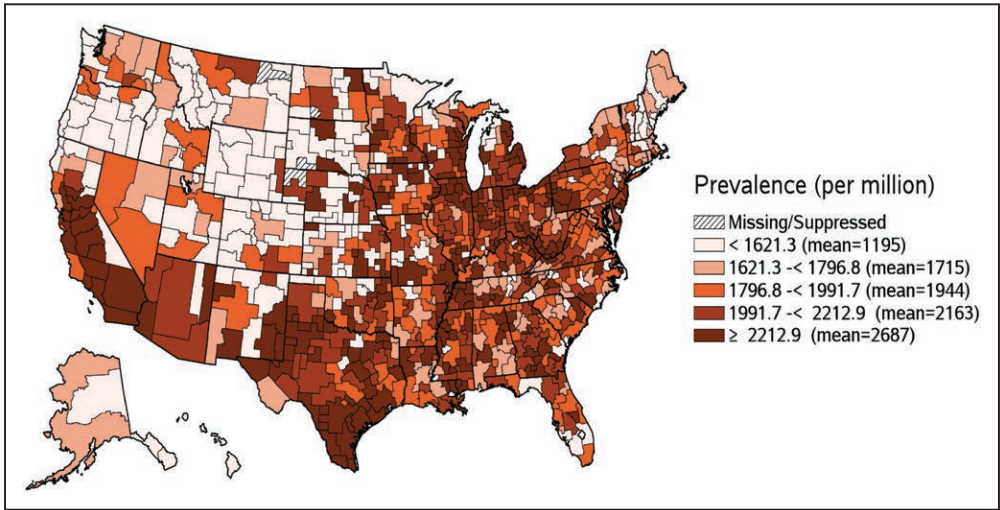 Prevalence (per million)
Missing/Suppressed
< 1621.3 (mean=1195)
1621.3 -< 1796.8 (mean=1715)
1796.8 -< 1991.7 (mean=1944)
1991.7 -< 2212.9 (mean=2163)
≥ 2212.9 (mean=2687)